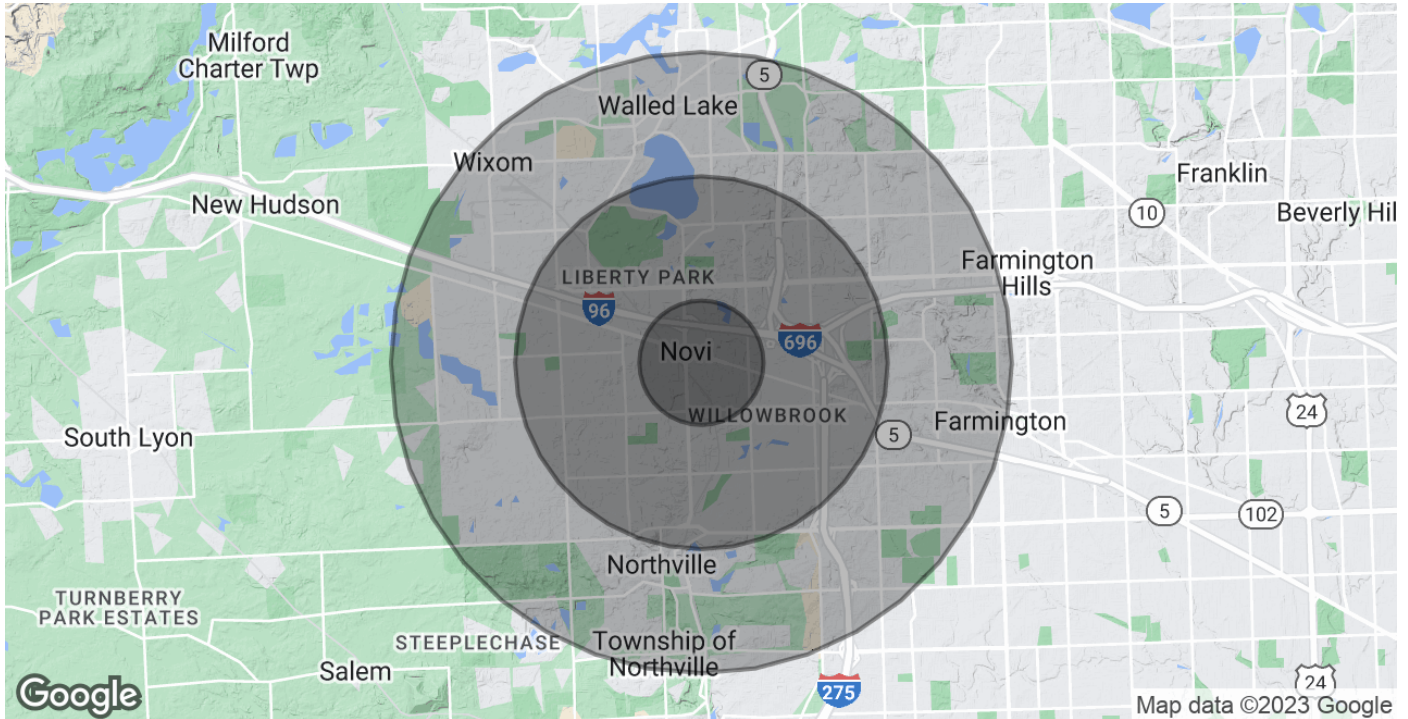 Milford
Charter Twp
5
Walled Lake
Wixom
Franklin
New Hudson
10
Beverly Hil
LIBERTY PARK
Farmington
Hills
96
696
Novi
WILLOWBROOK
24
South Lyon
5
Farmington
5
102
Northville
TURNBERRY
PARK ESTATES
STEEPLECHASE
Township of
Northville
Salem
275
24
Google
Map data ©2023 Google